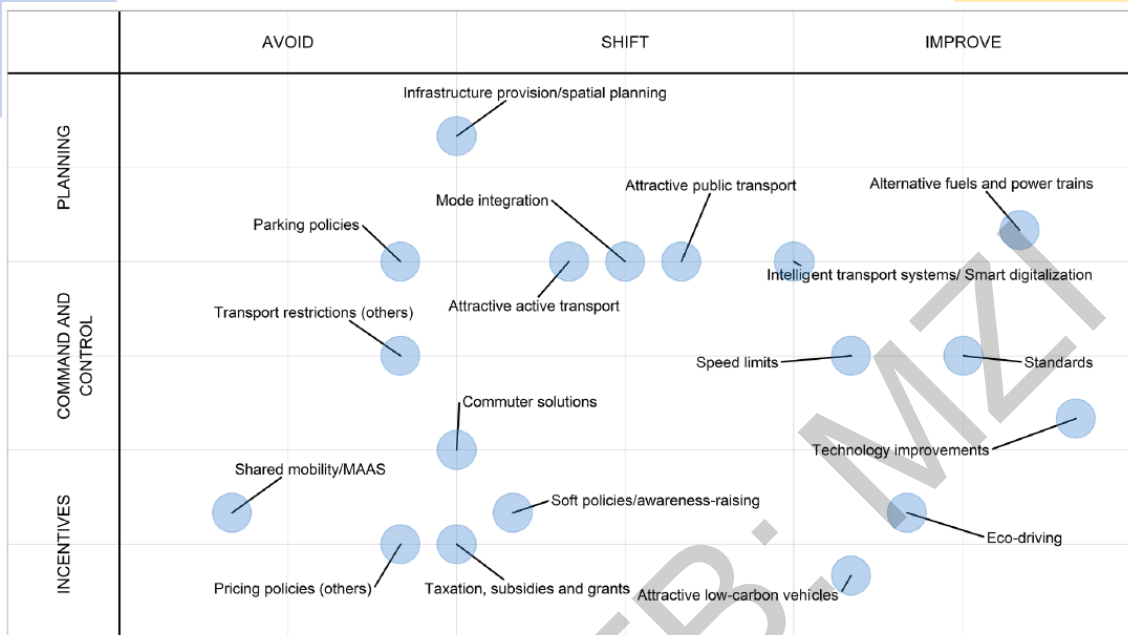 AVOID
SHIFT
IMPROVE
PLANNING
Infrastructure provision/spatial planning
Attractive public transport
Alternative fuels and power trains
Mode integration
Parking policies
Intelligent transport systems/ Smart digitalization
Attractive active transport
COMMAND AND
CONTROL
Transport restrictions (others)
Speed limits
Standards
Commuter solutions
Technology improvements
INCENTIVES
Shared mobility/MAAS
Soft policies/awareness-raising
Eco-driving
Pricing policies (others)
Taxation, subsidies and grants
Attractive low-carbon vehicles
B: MZI